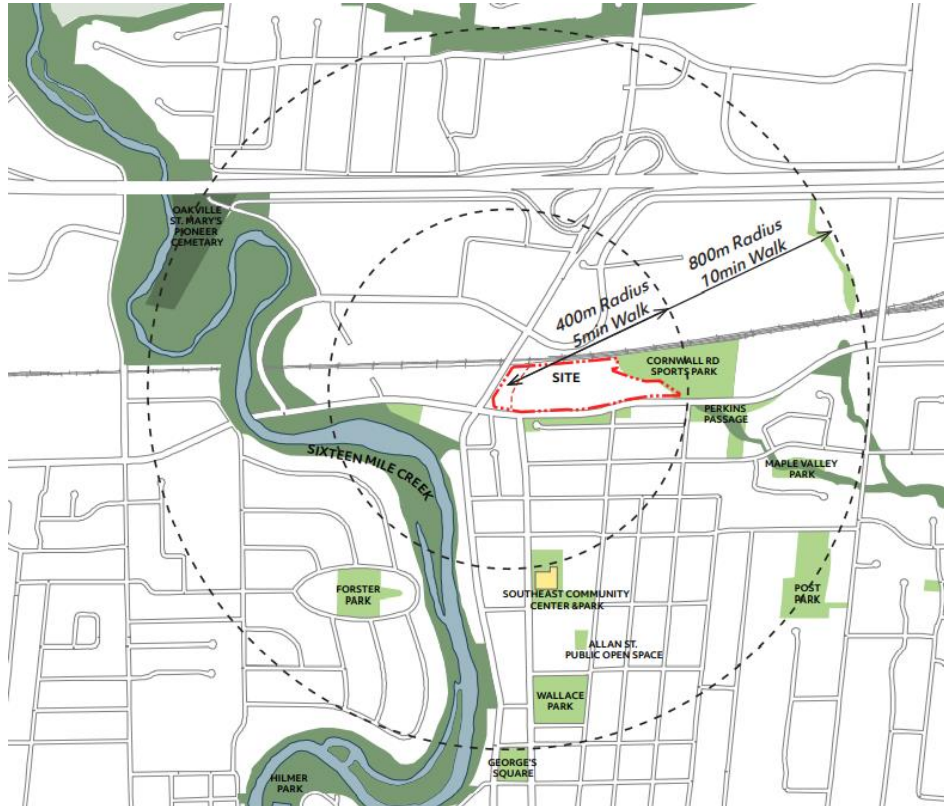 OAKVILLE
ST. MARY'S
PIONEER
CEMETARY
800m Radius
10min Walk
400m Radius
5min Walk
SITE
CORNWALL RD
SPORTS PARK
PERKINS
PASSAGE
SIXTEEN MILE CREEK
MAPLE VALLEY
PARK
FORSTER
PARK
SOUTHEAST COMMUNITY
CENTER &PARK
POST
PARK
ALLAN ST.
PUBLIC OPEN SPACE
WALLACE
PARK
GEORGE'S
SQUARE
HILMER
PARK